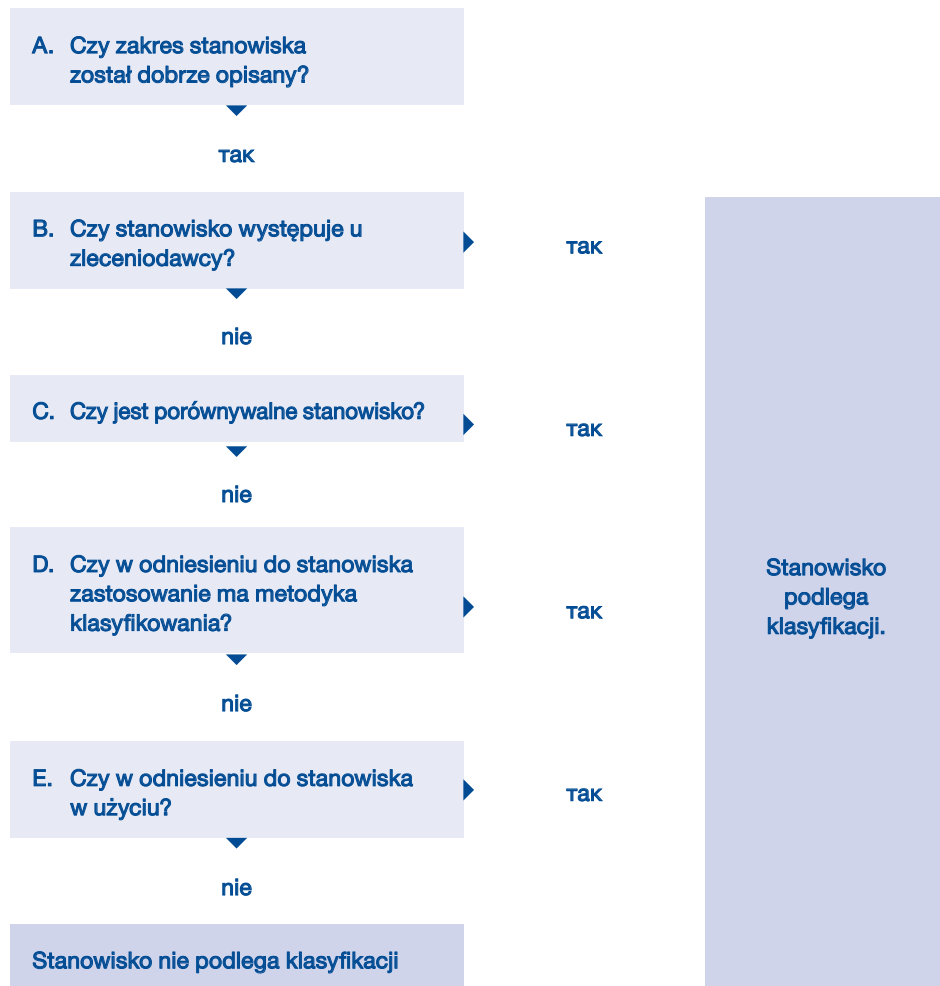 A. Czy zakres stanowiska
został dobrze opisany?
так
B. Czy stanowisko występuje u
zleceniodawcy?
так
nie
C. Czy jest porównywalne stanowisko?
так
nie
D. Czy w odniesieniu do stanowiska
zastosowanie ma metodyka
klasyfikowania?
так
nie
E. Czy w odniesieniu do stanowiska
w użyciu?
так
nie
Stanowisko nie podlega klasyfikacji
Stanowisko
podlega
klasyfikacji.